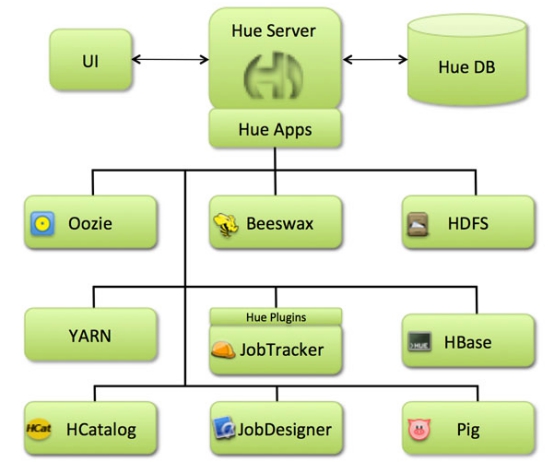 UI
Hue Server
Hue DB
Hue Apps
Oozie
Beeswax
HDFS
YARN
Hue Plugins
JobTracker
HUE
HBase
HCat
HCatalog
JobDesigner
Pig